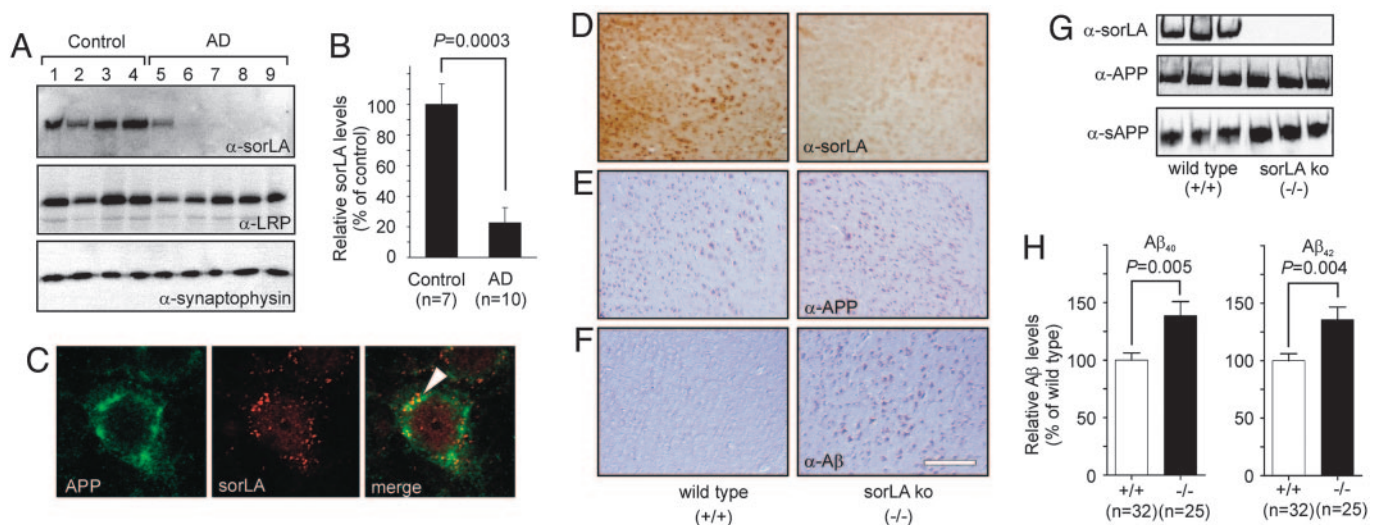 A
Control AD
1 2 3 4 5 6 7 8 9
α-sorLA
α-LRP
α-synaptophysin
B
P=0.0003
Relative sorLA levels
(% of control)
100
80
60
40
20
0
Control AD
(n=7) (n=10)
C
APP
sorLA
merge
D
α-sorLA
E
α-APP
F
α-Aβ
wild type sorLA ko
(+/+) (-/-)
G
α-sorLA
α-APP
α-sAPP
wild type sorLA ko
(+/+) (-/-)
H
Relative Aβ levels
(% of wild type)
Aβ40
P=0.005
150
100
50
0
+/+ -/-
(n=32) (n=25)
Aβ42
P=0.004
150
100
50
0
+/+ -/-
(n=32) (n=25)